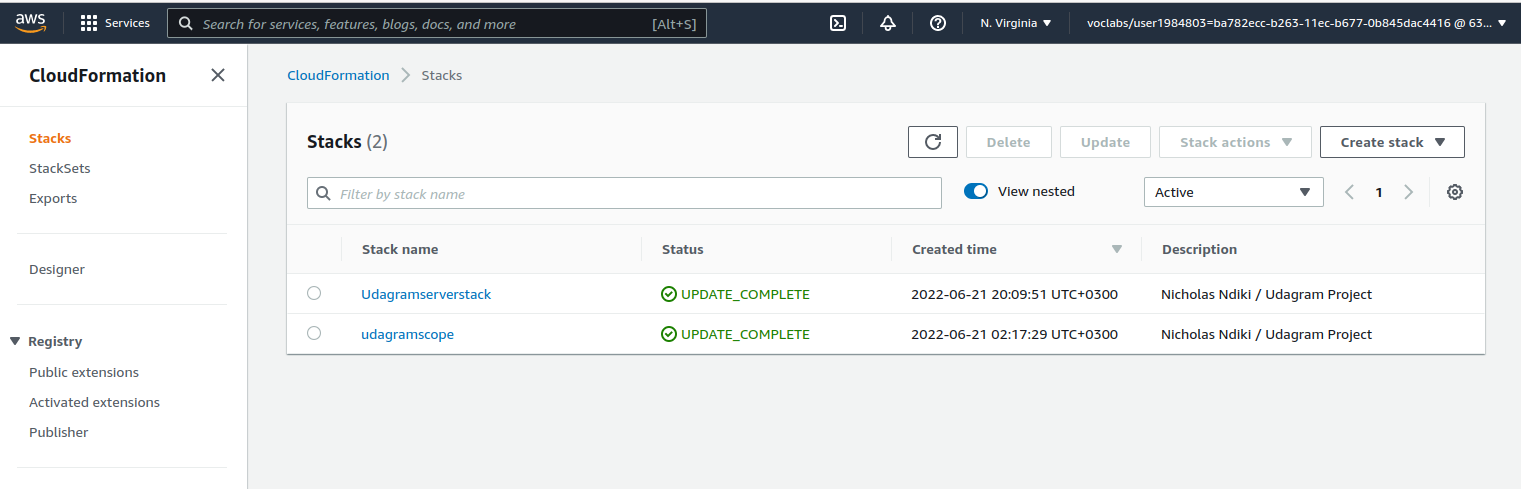 aws Services Search for services, features, blogs, docs, and more [Alt+S] N. Virginia voclabs/user1984803=ba782ecc-b263-11ec-b677-0b845dac4416 @ 63...
CloudFormation
CloudFormation Stacks
Stacks
StackSets
Exports
Designer
Registry
Public extensions
Activated extensions
Publisher
Stacks (2) Delete Update Stack actions Create stack
Filter by stack name View nested Active 1
Stack name Status Created time Description
Udagramserverstack UPDATE_COMPLETE 2022-06-21 20:09:51 UTC+0300 Nicholas Ndiki / Udagram Project
udagramscope UPDATE_COMPLETE 2022-06-21 02:17:29 UTC+0300 Nicholas Ndiki / Udagram Project